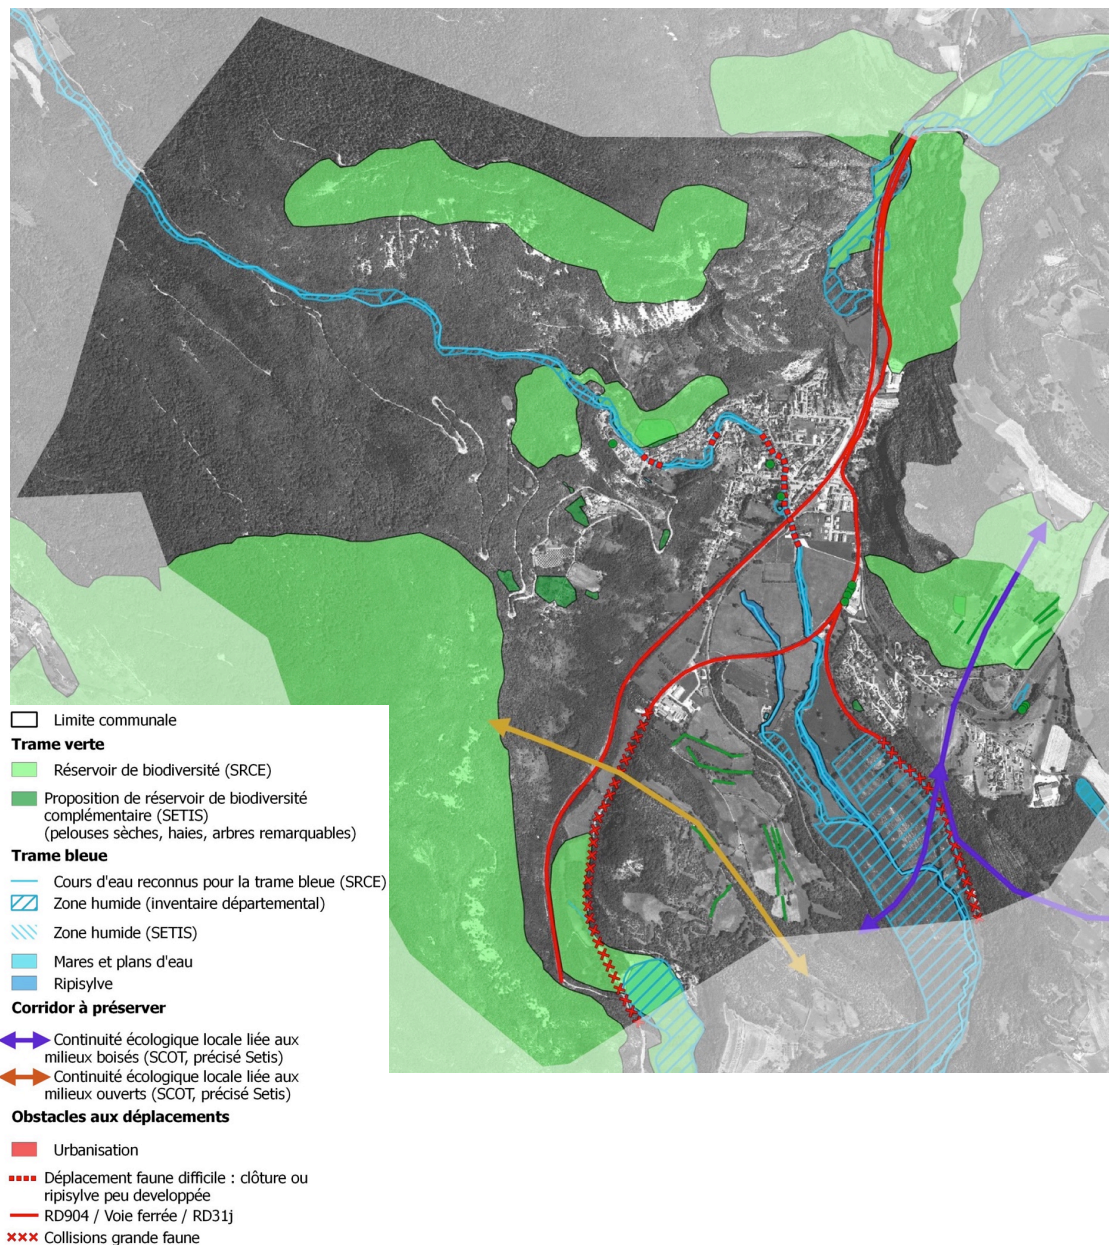 Limite communale
Trame verte
Réservoir de biodiversité (SRCE)
Proposition de réservoir de biodiversité
complémentaire (SETIS)
(pelouses sèches, haies, arbres remarquables)
Trame bleue
Cours d'eau reconnus pour la trame bleue (SRCE)
Zone humide (inventaire départemental)
Zone humide (SETIS)
Mares et plans d'eau
Ripisylve
Corridor à préserver
Continuité écologique locale liée aux
milieux boisés (SCOT, précisé Setis)
Continuité écologique locale liée aux
milieux ouverts (SCOT, précisé Setis)
Obstacles aux déplacements
Urbanisation
Déplacement faune difficile : clôture ou
ripisylve peu developpée
RD904 / Voie ferrée / RD31j
Collisions grande faune